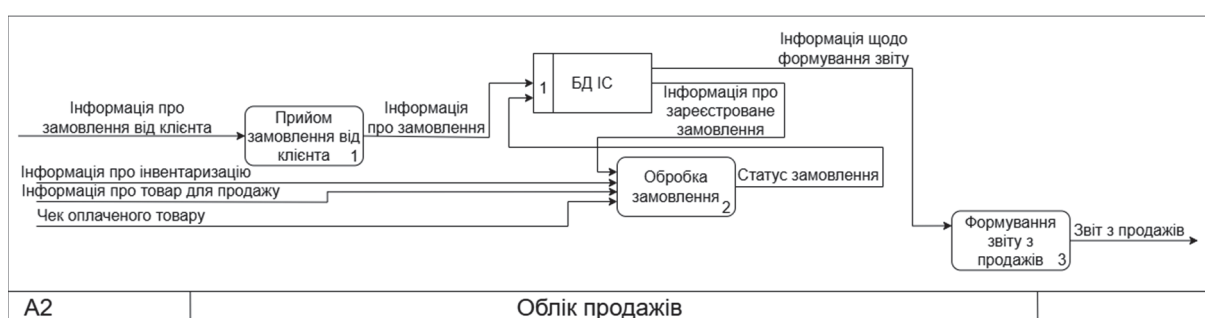 Інформація щодо
формування звіту
1
БД ІС
Інформація про
зареєстроване
замовлення
Інформація про
замовлення від клієнта
Прийом
замовлення від
клієнта 1
Інформація
про замовлення
Інформація про інвентаризацію
Інформація про товар для продажу
Чек оплаченого товару
Обробка
замовлення 2
Статус замовлення
Формування
звіту з
продажів 3
Звіт з продажів
А2
Облік продажів